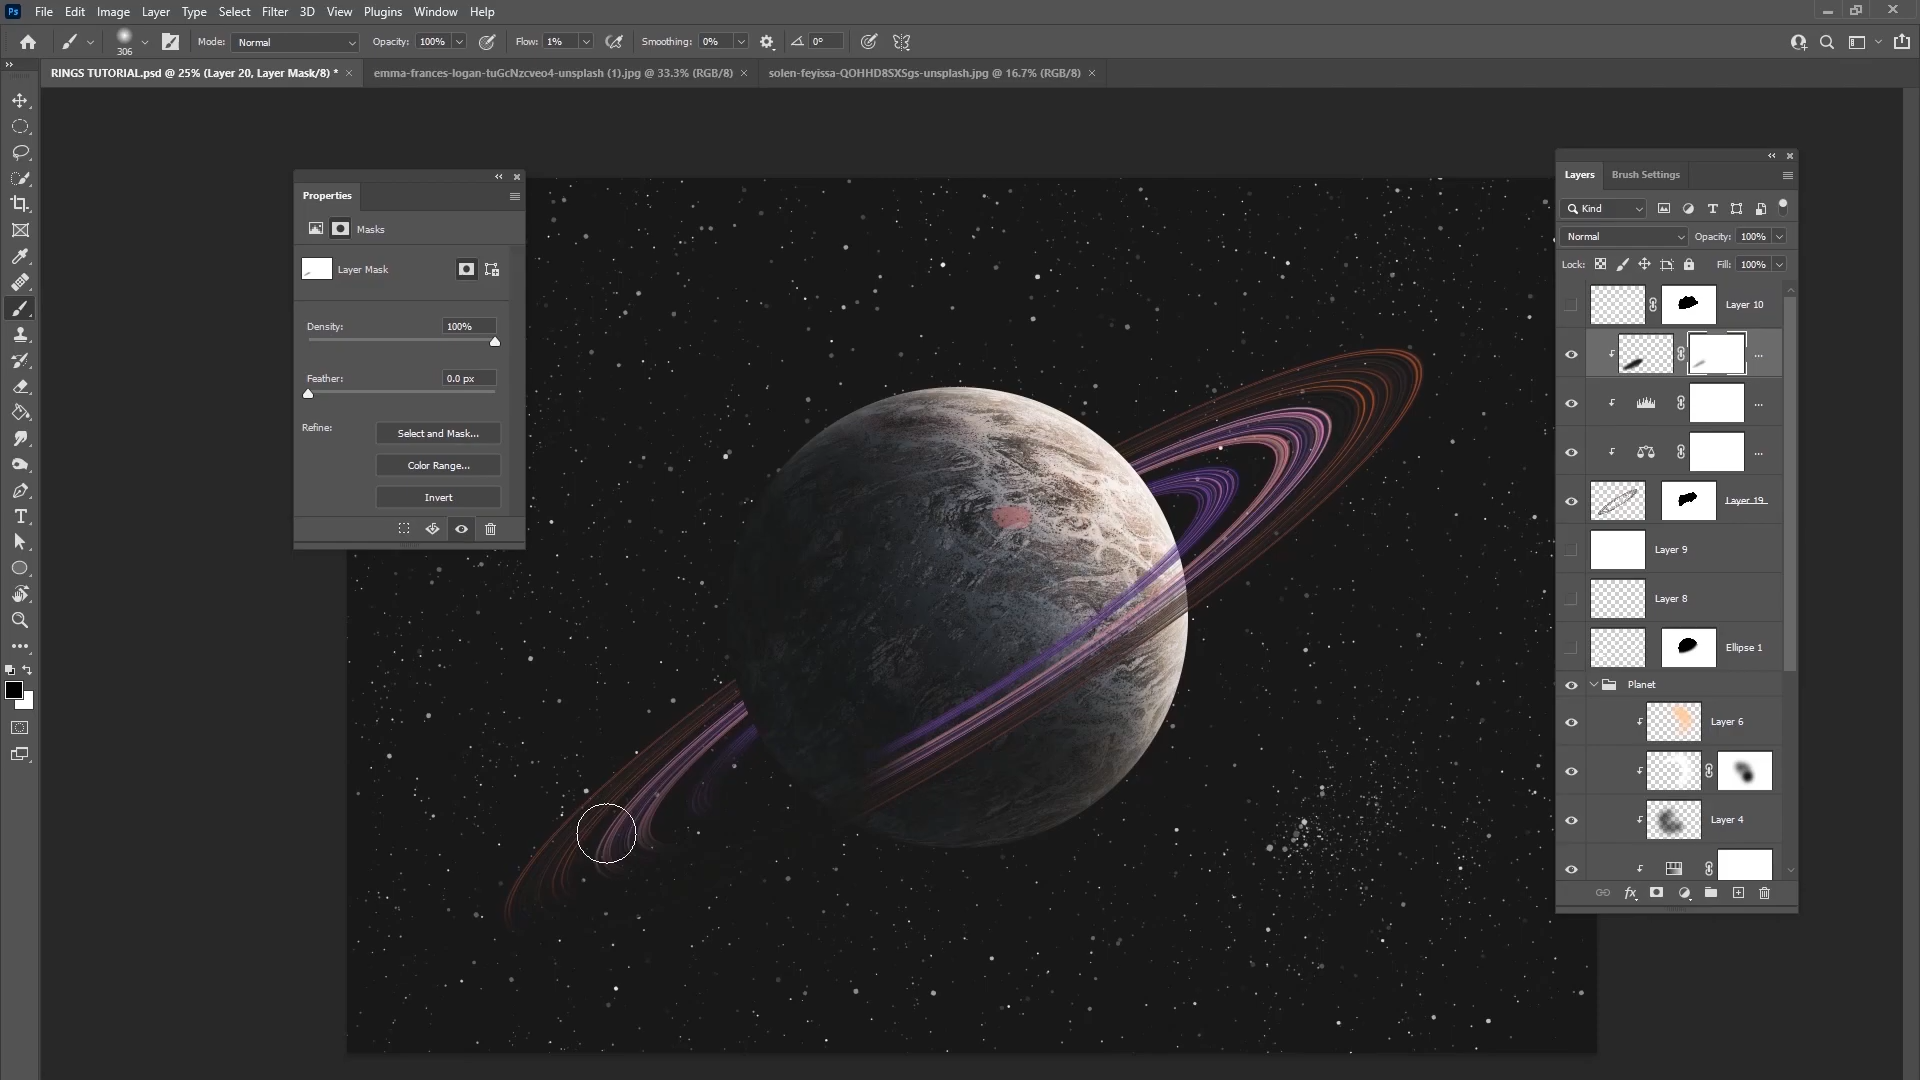 Ps File Edit Image Layer Type Select Filter 3D View Plugins Window Help
306 Mode: Normal Opacity: 100% Flow: 1% Smoothing: 0% 0°
RINGS TUTORIAL.psd @ 25% (Layer 20, Layer Mask/8) * × emma-frances-logan-tuGcNzcveo4-unsplash (1).jpg @ 33.3% (RGB/8) × solen-feyissa-QOHHD8SXSgs-unsplash.jpg @ 16.7% (RGB/8) ×
Properties
Masks
Layer Mask
Density: 100%
Feather: 0.0 px
Refine: Select and Mask...
Color Range...
Invert
Layers Brush Settings
Kind
Normal Opacity: 100%
Lock: Fill: 100%
Layer 10
...
...
...
Layer 19
Layer 9
Layer 8
Ellipse 1
Planet
Layer 6
Layer 4
fx